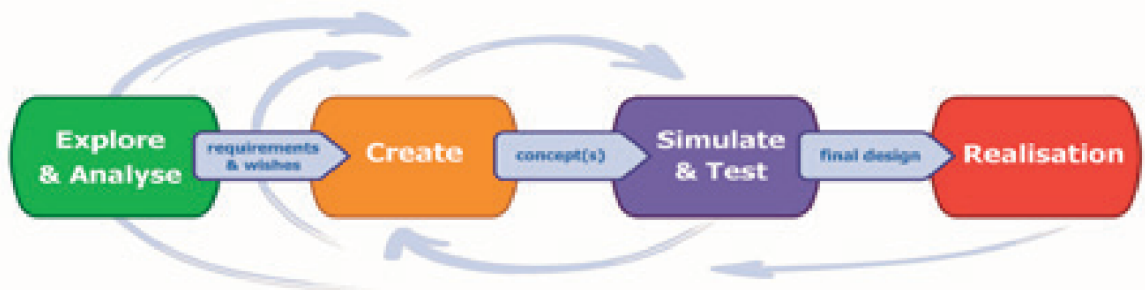 Explore
& Analyse
requirements
& wishes
Create
concept(s)
Simulate
& Test
final design
Realisation